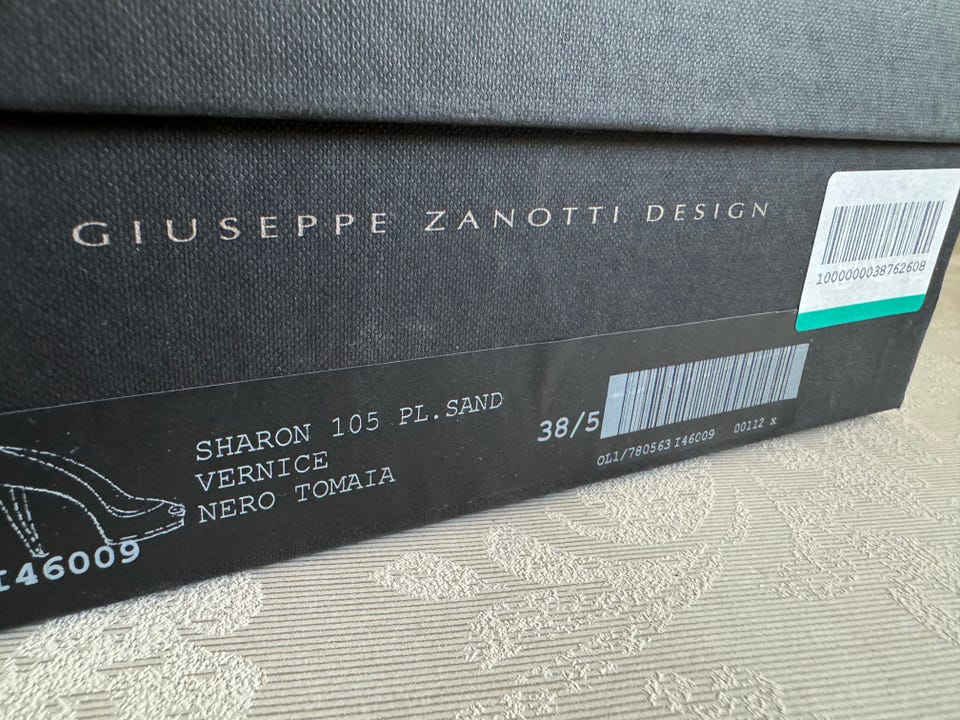 GIUSEPPE ZANOTTI DESIGN
1000000038762608
SHARON 105 PL.SAND
VERNICE
NERO TOMAIA
38/5
OL1/780563 I46009 00112 x
I46009